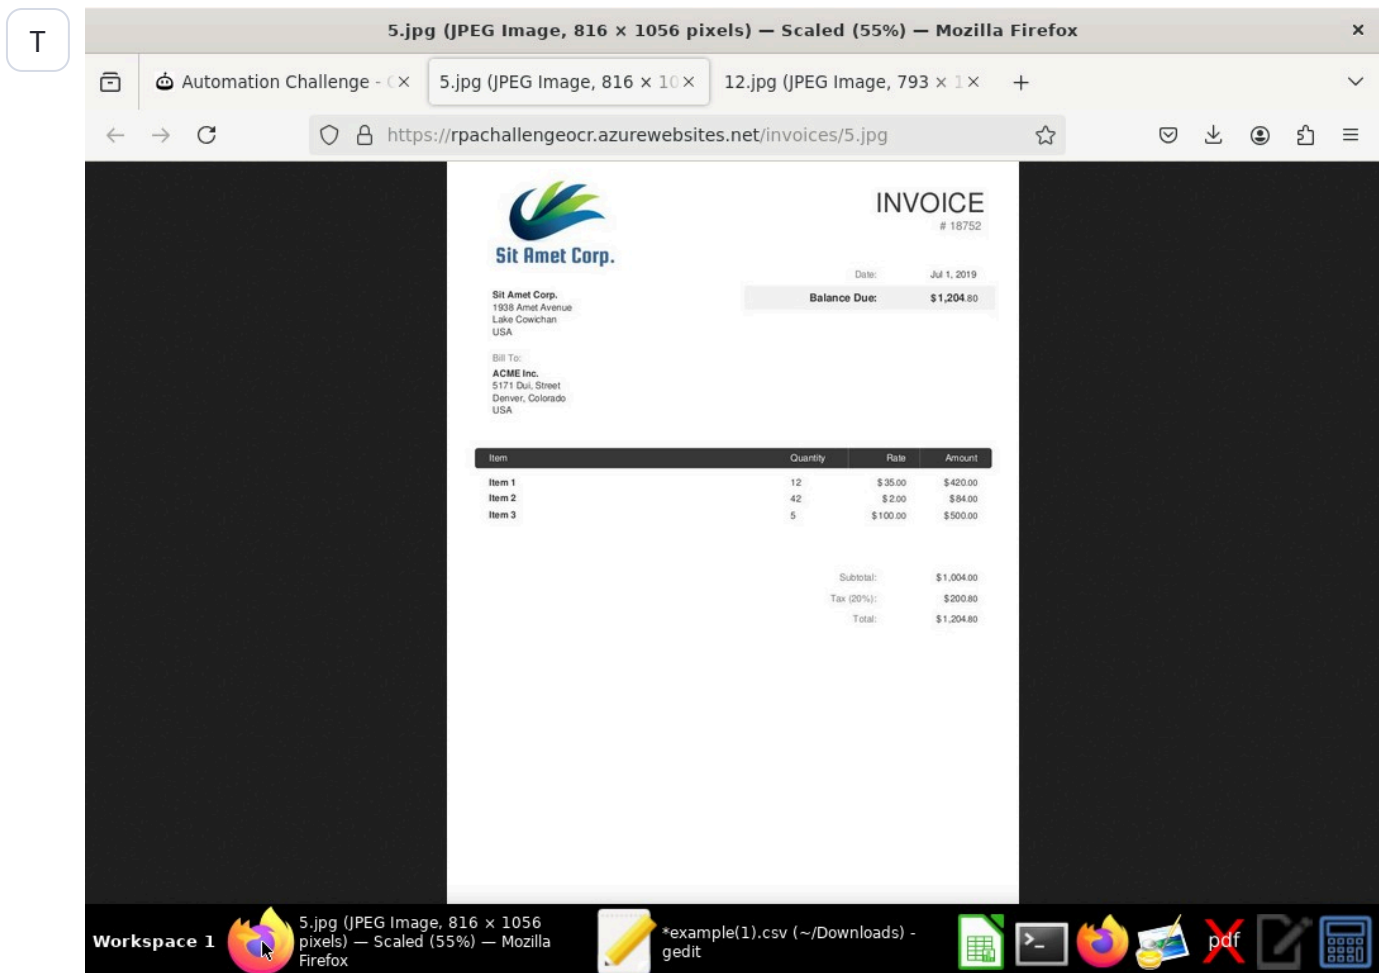 T
5.jpg (JPEG Image, 816 × 1056 pixels) — Scaled (55%) — Mozilla Firefox
Automation Challenge -
5.jpg (JPEG Image, 816 × 10
12.jpg (JPEG Image, 793 × 1
https://rpachallengeocr.azurewebsites.net/invoices/5.jpg
Sit Amet Corp.
INVOICE
# 18752
Date: Jul 1, 2019
Balance Due: $1,204.80
Sit Amet Corp.
1938 Amet Avenue
Lake Cowichan
USA
Bill To:
ACME Inc.
5171 Dui, Street
Denver, Colorado
USA
Item Quantity Rate Amount
Item 1 12 $35.00 $420.00
Item 2 42 $2.00 $84.00
Item 3 5 $100.00 $500.00
Subtotal: $1,004.00
Tax (20%): $200.80
Total: $1,204.80
Workspace 1
5.jpg (JPEG Image, 816 × 1056
pixels) — Scaled (55%) — Mozilla
Firefox
*example(1).csv (~/Downloads) -
gedit
pdf